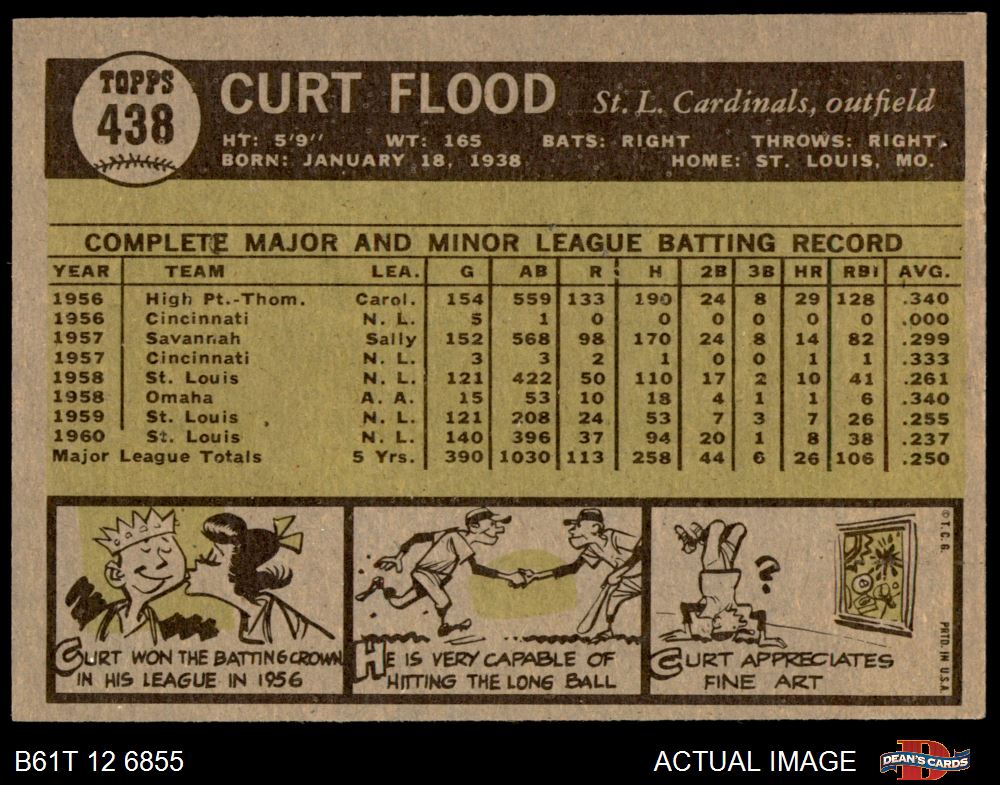 TOPPS
438
CURT FLOOD St. L. Cardinals, outfield
HT: 5'9" WT: 165 BATS: RIGHT THROWS: RIGHT
BORN: JANUARY 18, 1938 HOME: ST. LOUIS, MO.
COMPLETE MAJOR AND MINOR LEAGUE BATTING RECORD
YEAR TEAM LEA. G AB R H 2B 3B HR RBI AVG.
1956 High Pt.-Thom. Carol. 154 559 133 190 24 8 29 128 .340
1956 Cincinnati N. L. 5 1 0 0 0 0 0 0 .000
1957 Savannah Sally 152 568 98 170 24 8 14 82 .299
1957 Cincinnati N. L. 3 3 2 1 0 0 1 1 .333
1958 St. Louis N. L. 121 422 50 110 17 2 10 41 .261
1958 Omaha A. A. 15 53 10 18 4 1 1 6 .340
1959 St. Louis N. L. 121 208 24 53 7 3 7 26 .255
1960 St. Louis N. L. 140 396 37 94 20 1 8 38 .237
Major League Totals 5 Yrs. 390 1030 113 258 44 6 26 106 .250
CURT WON THE BATTING CROWN
IN HIS LEAGUE IN 1956
HE IS VERY CAPABLE OF
HITTING THE LONG BALL
?
CURT APPRECIATES
FINE ART
© T. C. G.
PRTD. IN U.S.A.
B61T 12 6855
ACTUAL IMAGE
D
DEAN'S CARDS